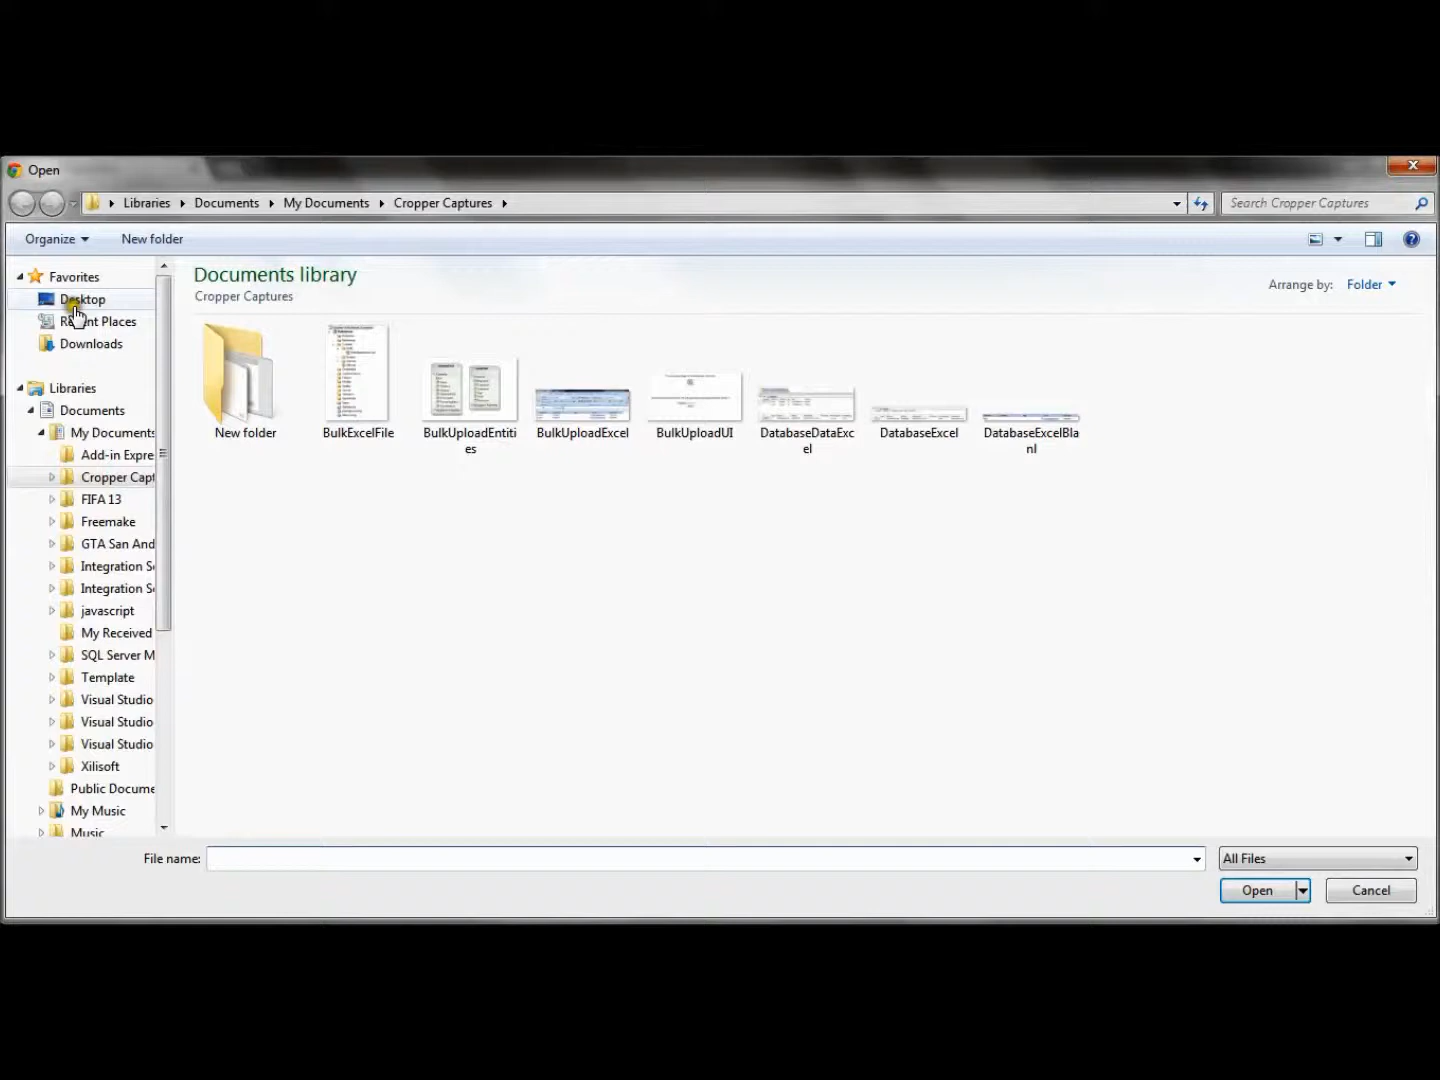 Open
Libraries Documents My Documents Cropper Captures
Search Cropper Captures
Organize New folder
Favorites
Desktop
Recent Places
Downloads
Libraries
Documents
My Documents
Add-in Expre
Cropper Capt
FIFA 13
Freemake
GTA San And
Integration Se
Integration Se
javascript
My Received
SQL Server M
Template
Visual Studio
Visual Studio
Visual Studio
Xilisoft
Public Docume
My Music
Music
Documents library
Cropper Captures
Arrange by: Folder
New folder
BulkExcelFile
BulkUploadEntiti
es
BulkUploadExcel
BulkUploadUI
DatabaseDataExc
el
DatabaseExcel
DatabaseExcelBla
nl
File name:
All Files
Open Cancel